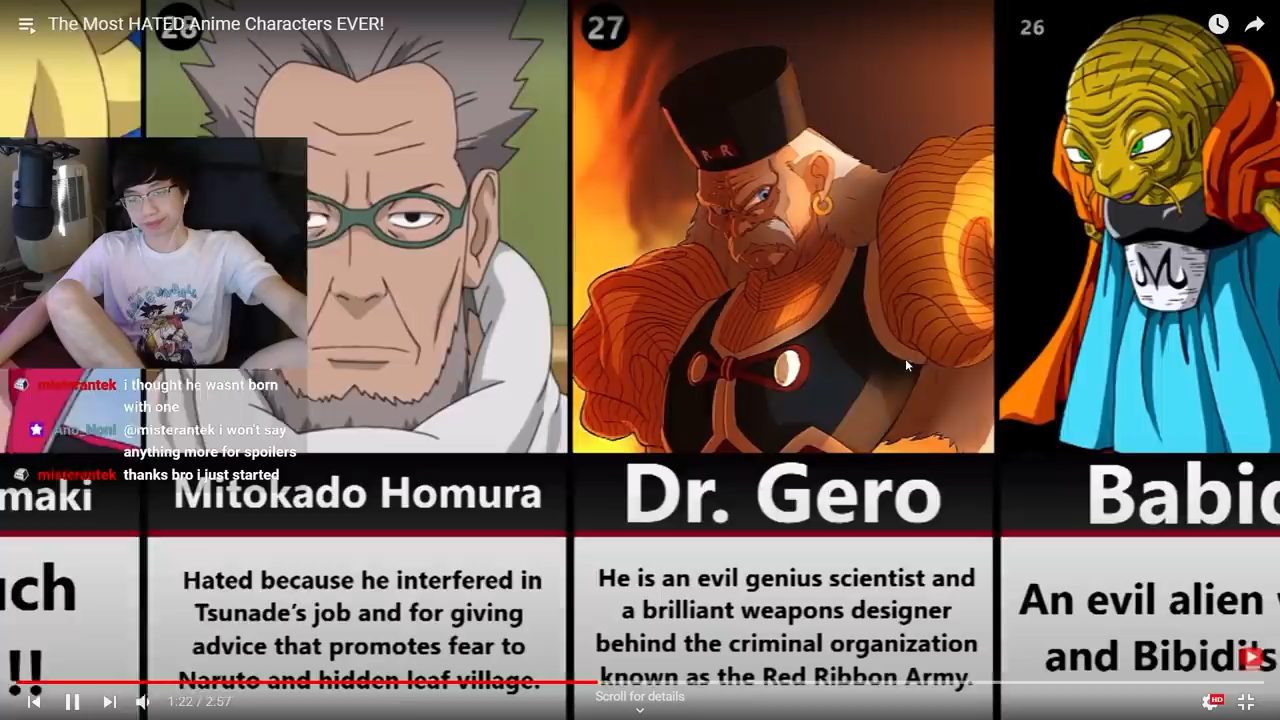 The Most HATED Anime Characters EVER!
28
27
26
R R
M
misterantek i thought he wasnt born
with one
Ano_Noni @misterantek i won't say
anything more for spoilers
misterantek thanks bro i just started
maki
Mitokado Homura
Dr. Gero
Babid
uch
!!
Hated because he interfered in
Tsunade's job and for giving
advice that promotes fear to
Naruto and hidden leaf village.
He is an evil genius scientist and
a brilliant weapons designer
behind the criminal organization
known as the Red Ribbon Army.
An evil alien
and Bibidi's
1:22 / 2:57
Scroll for details
HD